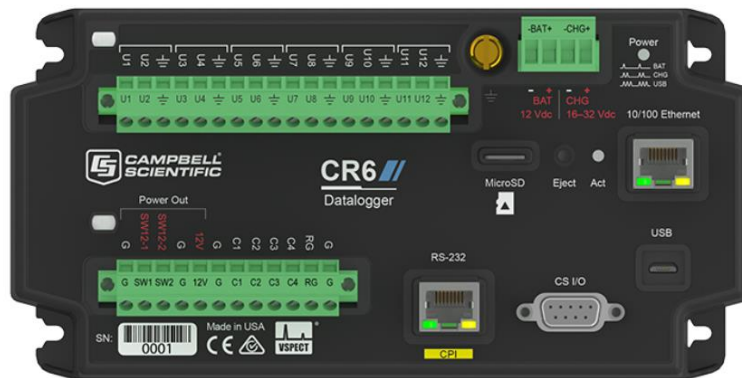 U1 U2 U3 U4 U5 U6 U7 U8 U9 U10 U11 U12
U1 U2 U3 U4 U5 U6 U7 U8 U9 U10 U11 U12
-BAT+ -CHG+
- + - +
BAT CHG
12 Vdc 16–32 Vdc
Power
BAT
CHG
USB
10/100 Ethernet
CS CAMPBELL
SCIENTIFIC
CR6
Datalogger
MicroSD Eject Act
Power Out
G SW12-1 SW12-2 G 12V G C1 C2 C3 C4 RG G
G SW1 SW2 G 12V G C1 C2 C3 C4 RG G
RS-232
CPI
CS I/O
USB
SN:
0001
Made in USA
CE
VSPECT
®